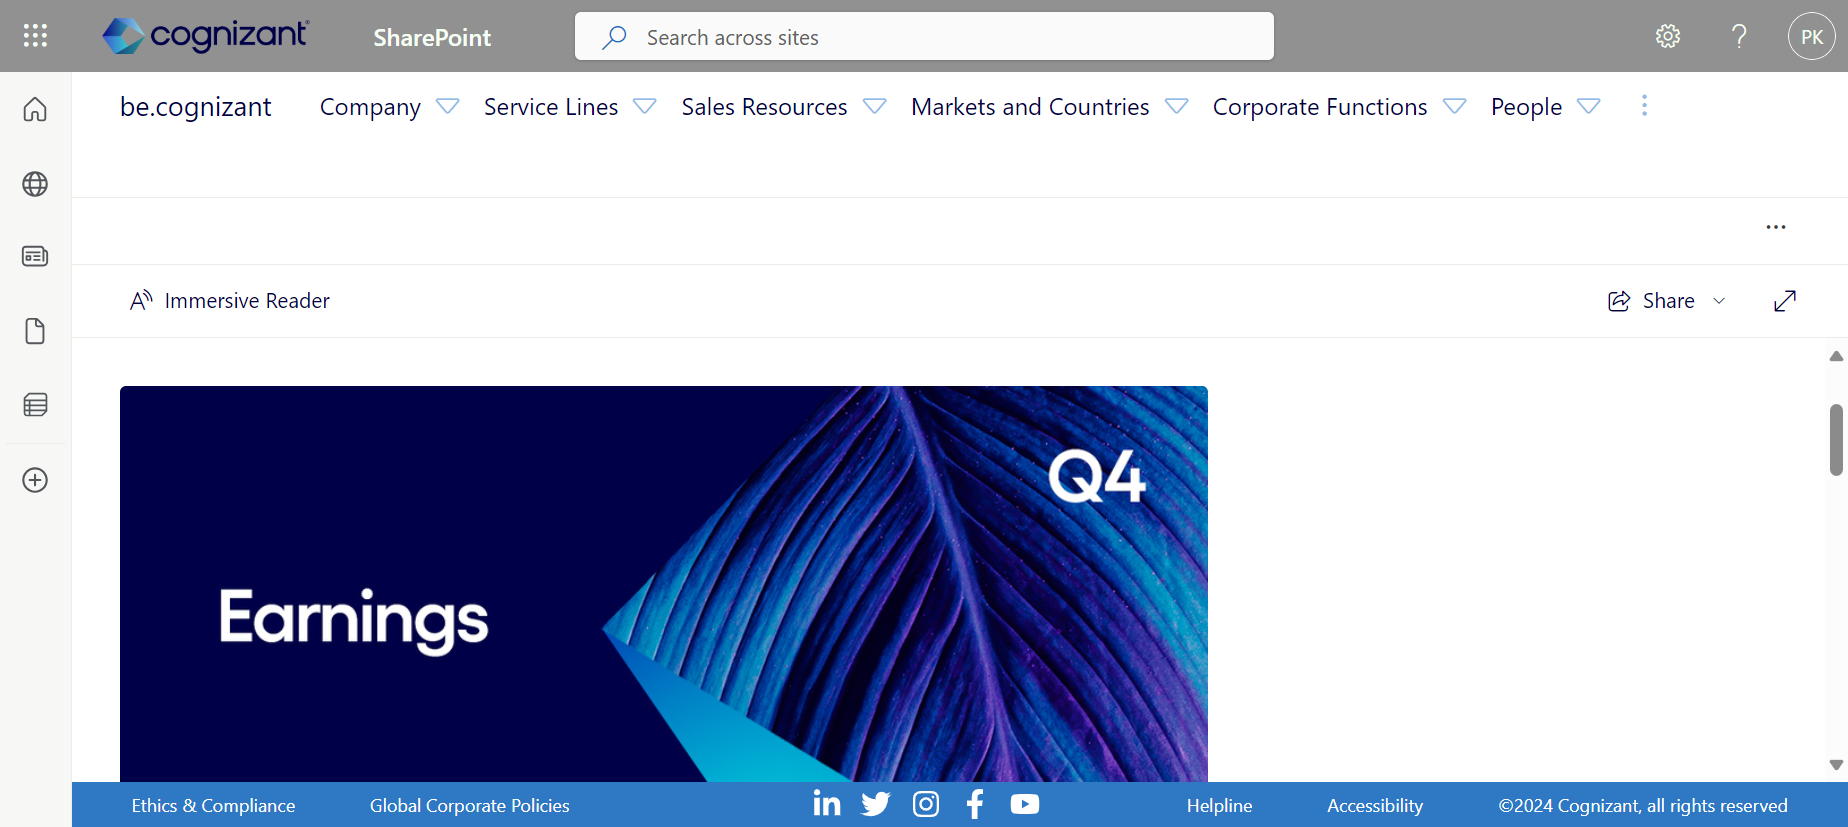 cognizant
SharePoint
Search across sites
PK
be.cognizant
Company
Service Lines
Sales Resources
Markets and Countries
Corporate Functions
People
Immersive Reader
Share
Q4
Earnings
Ethics & Compliance
Global Corporate Policies
Helpline
Accessibility
©2024 Cognizant, all rights reserved